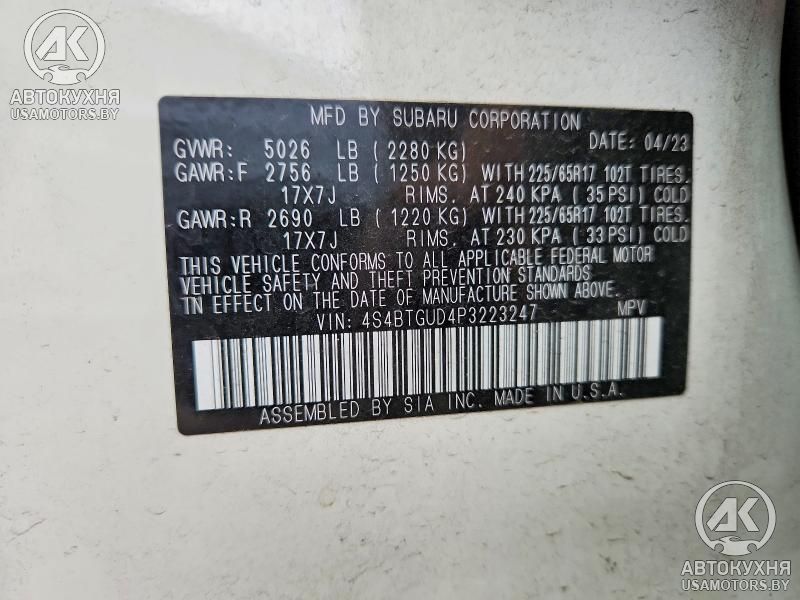 AK
АВТОКУХНЯ
USAMOTORS.BY
MFD BY SUBARU CORPORATION
GVWR: 5026 LB ( 2280 KG) DATE: 04/23
GAWR:F 2756 LB ( 1250 KG) WITH 225/65R17 102T TIRES.
17X7J RIMS. AT 240 KPA ( 35 PSI) COLD
GAWR:R 2690 LB ( 1220 KG) WITH 225/65R17 102T TIRES.
17X7J RIMS. AT 230 KPA ( 33 PSI) COLD
THIS VEHICLE CONFORMS TO ALL APPLICABLE FEDERAL MOTOR
VEHICLE SAFETY AND THEFT PREVENTION STANDARDS
IN EFFECT ON DATE OF MANUFACTURE SHOWN ABOVE.
VIN: 4S4BTGUD4P3223247 MPV
ASSEMBLED BY SIA INC. MADE IN U.S.A.
AK
АВТОКУХНЯ
USAMOTORS.BY